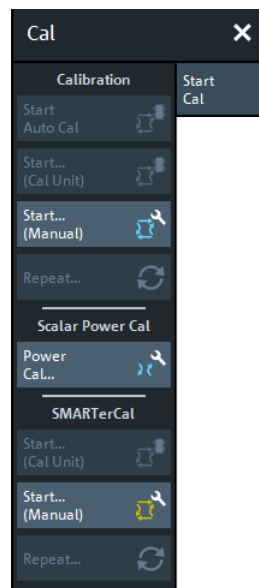 Cal
Calibration
Start
Auto Cal
Start...
(Cal Unit)
Start...
(Manual)
Repeat...
Scalar Power Cal
Power
Cal...
SMARTerCal
Start...
(Cal Unit)
Start...
(Manual)
Repeat...
Start
Cal